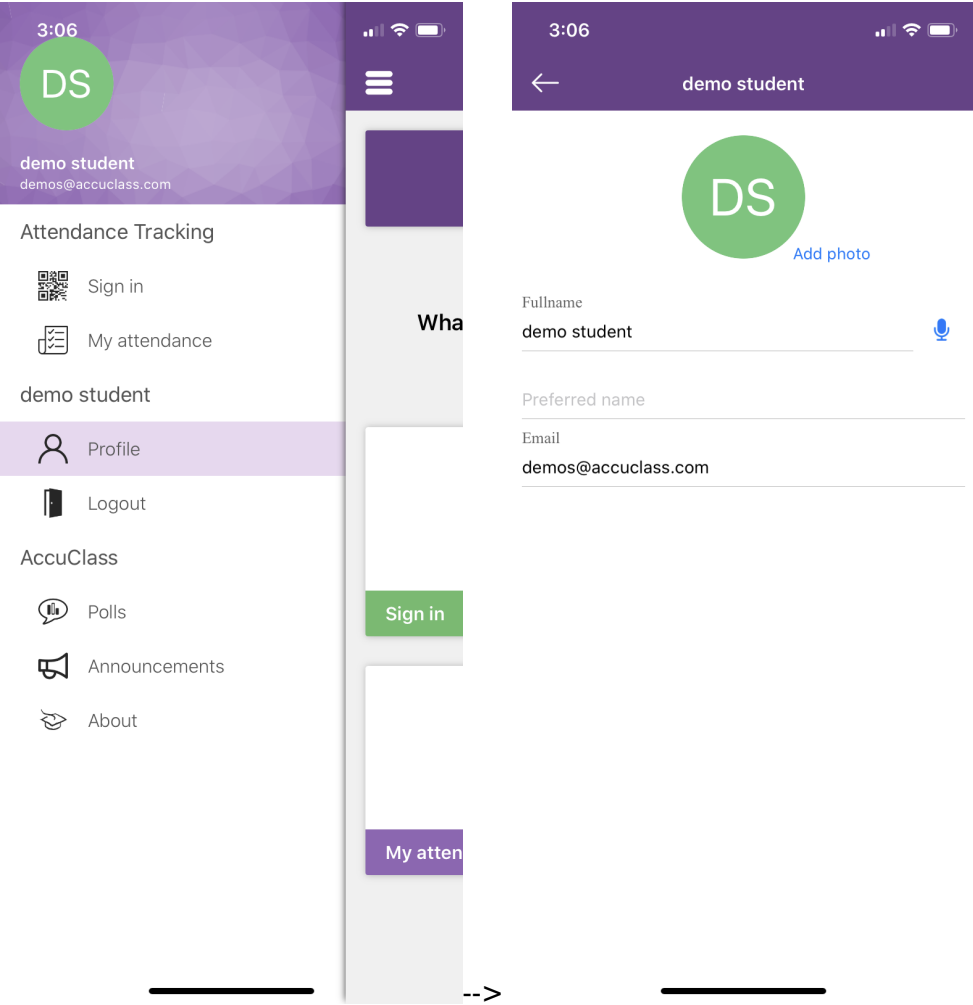 3:06
DS
demo student
demos@accuclass.com
Attendance Tracking
Sign in
My attendance
demo student
Profile
Logout
AccuClass
Polls
Announcements
About
Wha
Sign in
My atten
-->
3:06
demo student
DS
Add photo
Fullname
demo student
Preferred name
Email
demos@accuclass.com